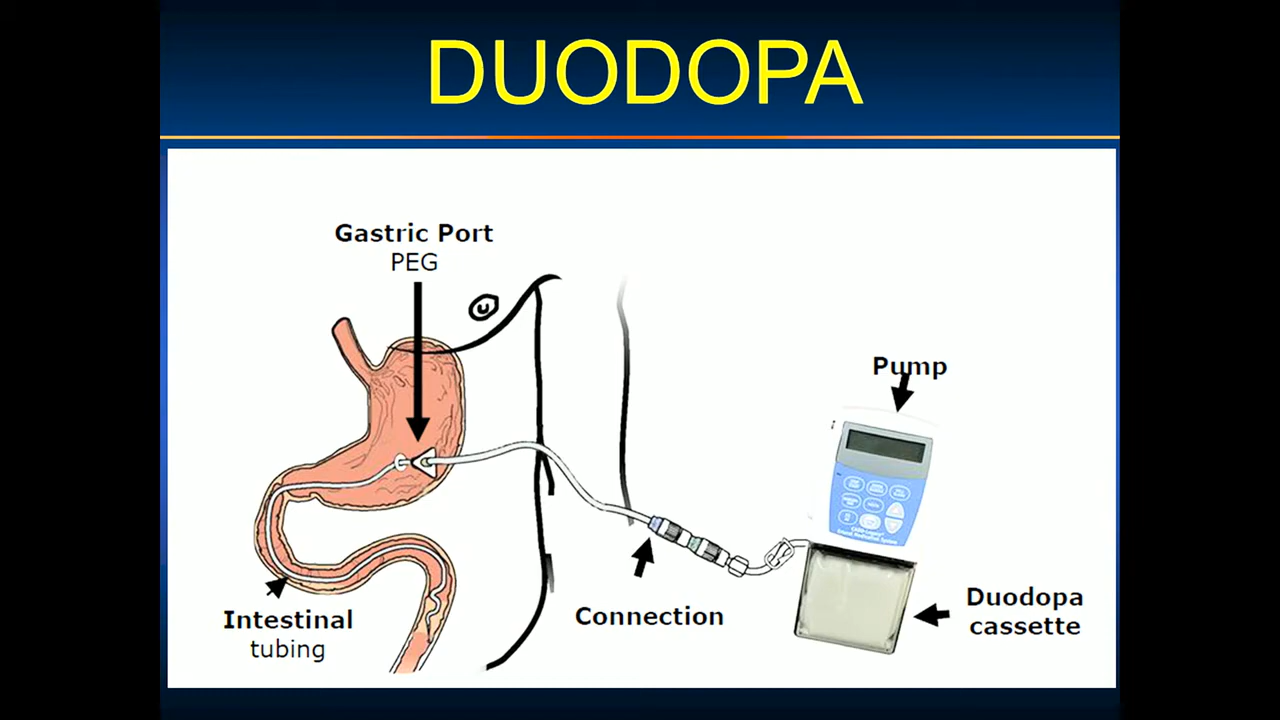 DUODOPA
Gastric Port
PEG
Pump
Duodopa
cassette
Connection
Intestinal
tubing